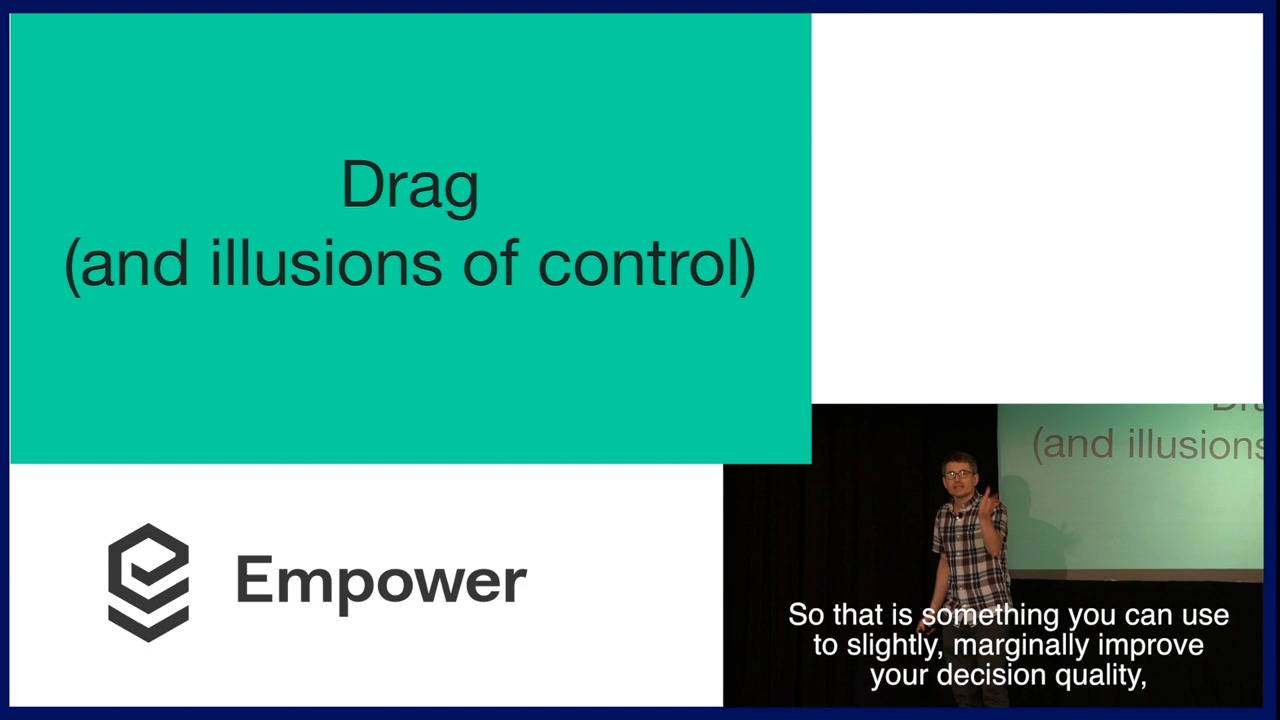 Drag
(and illusions of control)
(and illusions
Empower
So that is something you can use
to slightly, marginally improve
your decision quality,